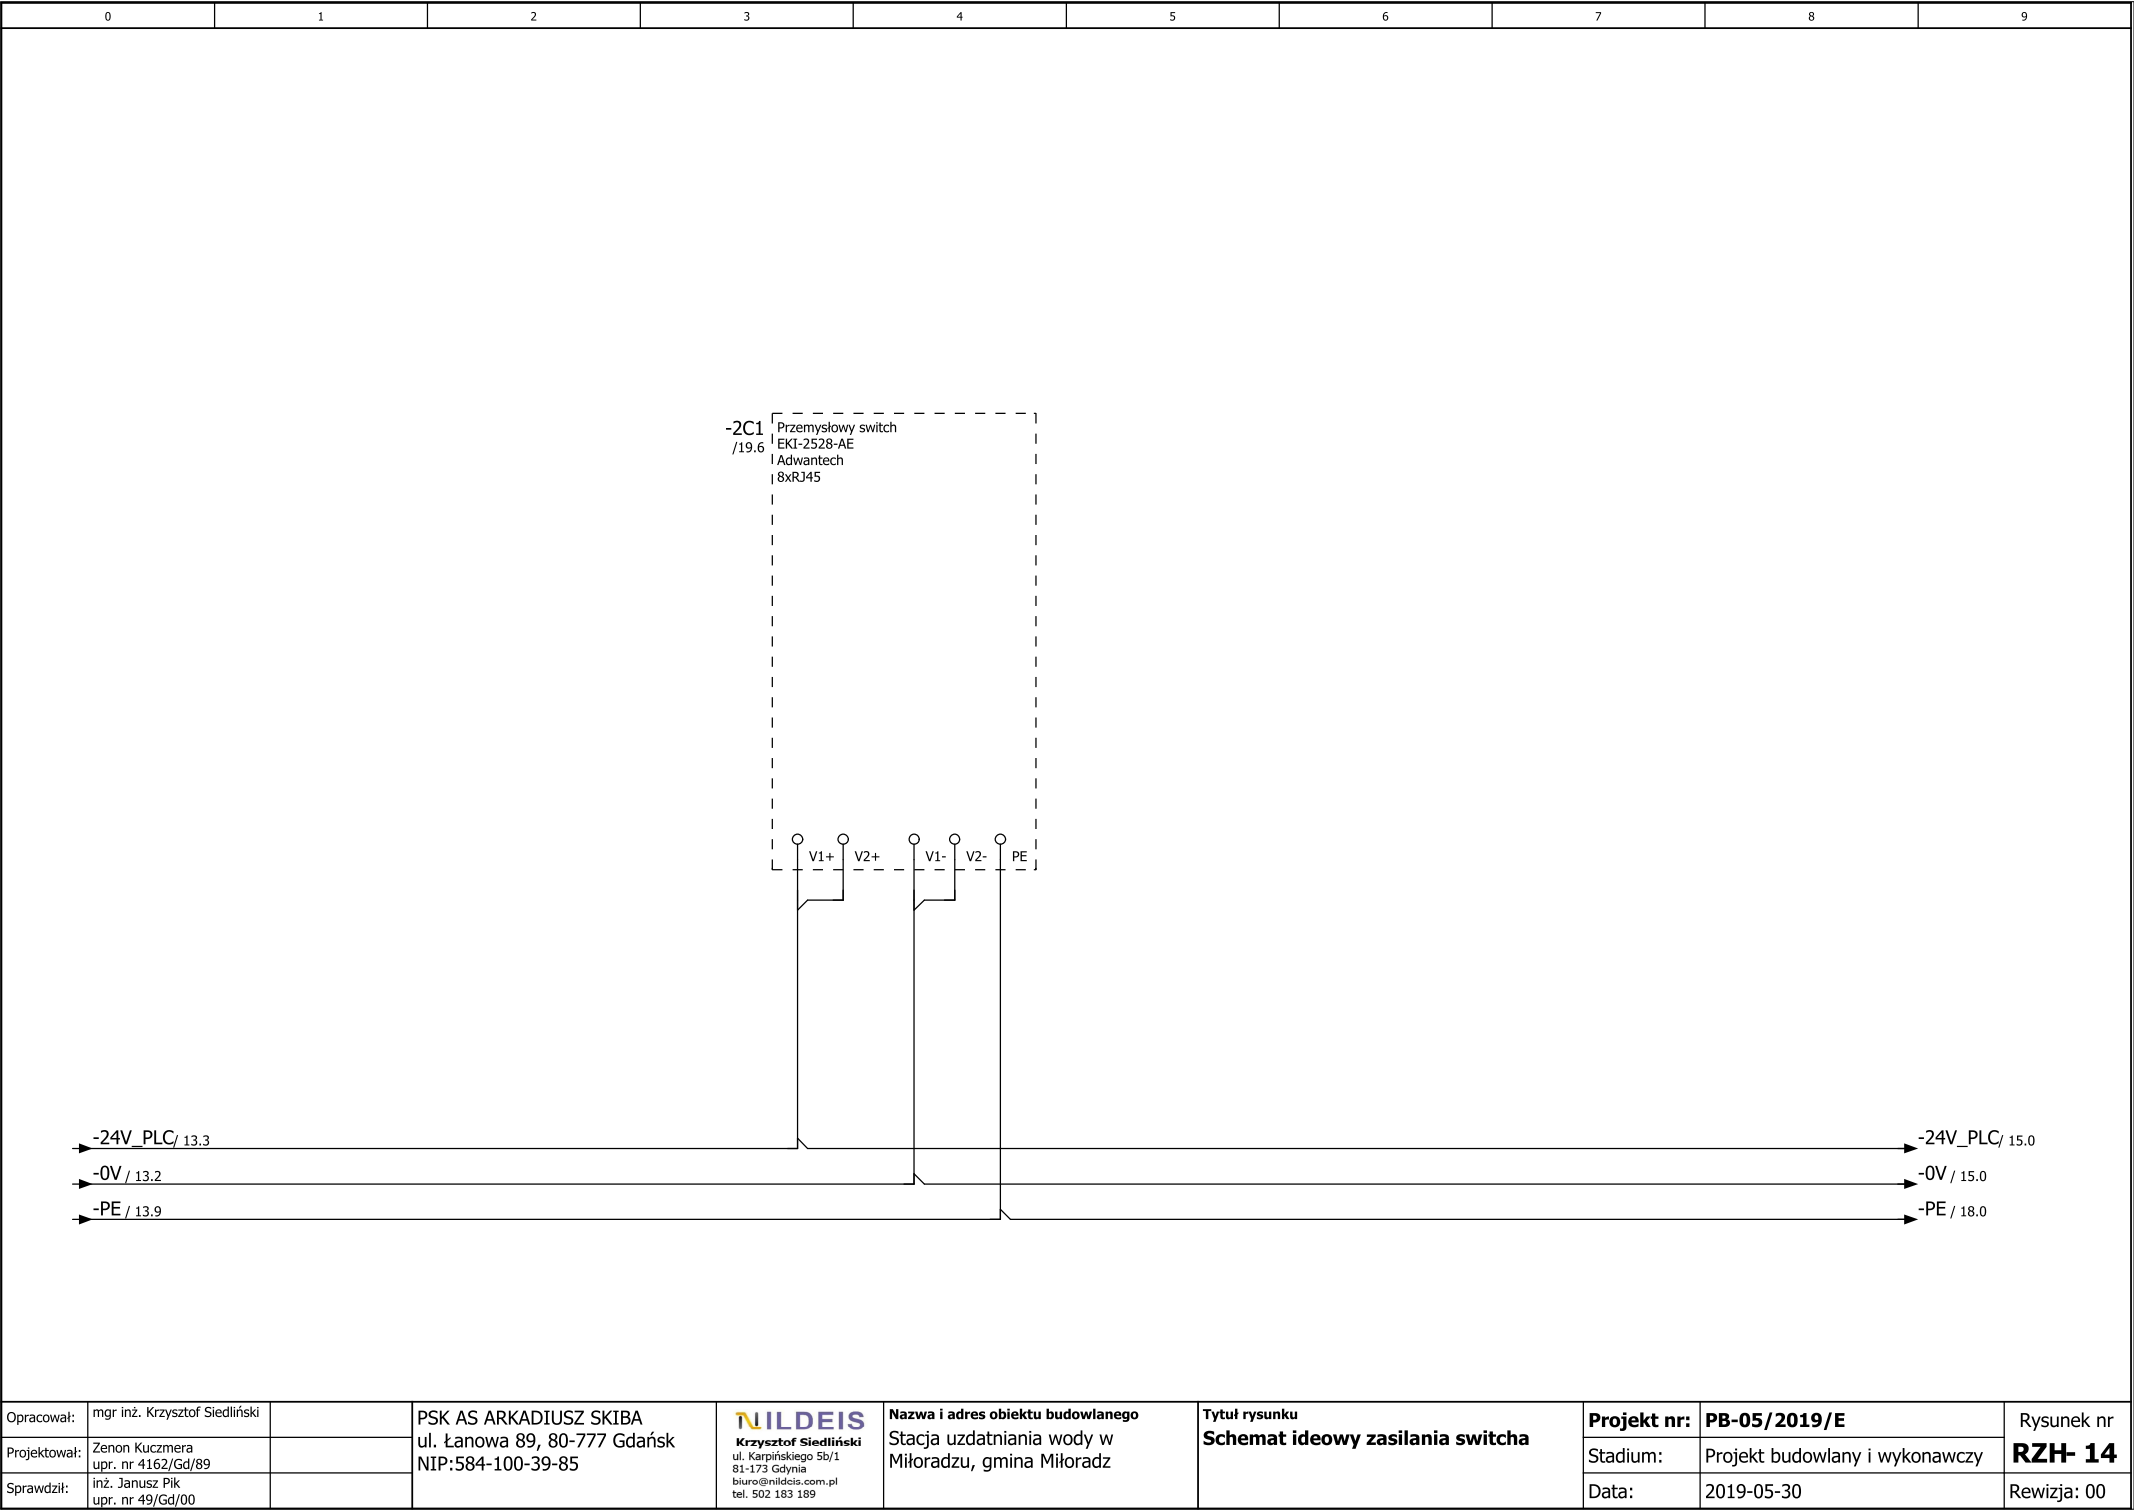 0 1 2 3 4 5 6 7 8 9
-2C1
/19.6
Przemysłowy switch
EKI-2528-AE
Adwantech
8xRJ45
V1+ V2+ V1- V2- PE
-24V_PLC/ 13.3
-24V_PLC/ 15.0
-0V / 13.2
-0V / 15.0
-PE / 13.9
-PE / 18.0
Opracował: mgr inż. Krzysztof Siedliński
Projektował: Zenon Kuczmera
upr. nr 4162/Gd/89
Sprawdził: inż. Janusz Pik
upr. nr 49/Gd/00
PSK AS ARKADIUSZ SKIBA
ul. Łanowa 89, 80-777 Gdańsk
NIP:584-100-39-85
NILDEIS
Krzysztof Siedliński
ul. Karpińskiego 5b/1
81-173 Gdynia
biuro@nildcis.com.pl
tel. 502 183 189
Nazwa i adres obiektu budowlanego
Stacja uzdatniania wody w
Miłoradzu, gmina Miłoradz
Tytuł rysunku
Schemat ideowy zasilania switcha
Projekt nr: PB-05/2019/E
Stadium: Projekt budowlany i wykonawczy
Data: 2019-05-30
Rysunek nr
RZH- 14
Rewizja: 00